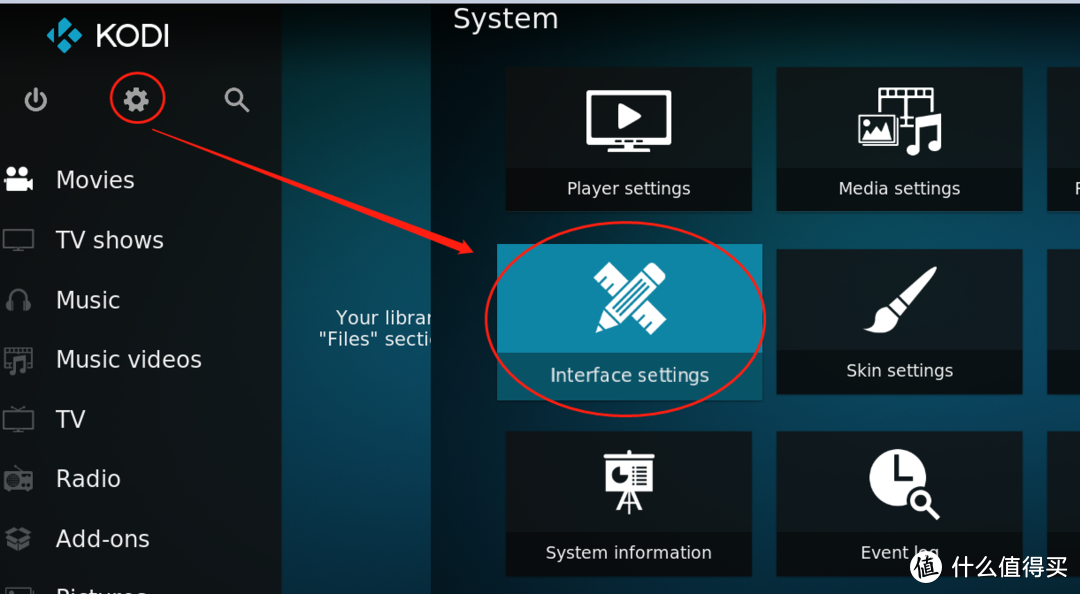 KODI
Movies
TV shows
Music
Music videos
TV
Radio
Add-ons
Pictures
Your librar
"Files" secti
System
Player settings
Media settings
Interface settings
Skin settings
System information
Event log
值 什么值得买